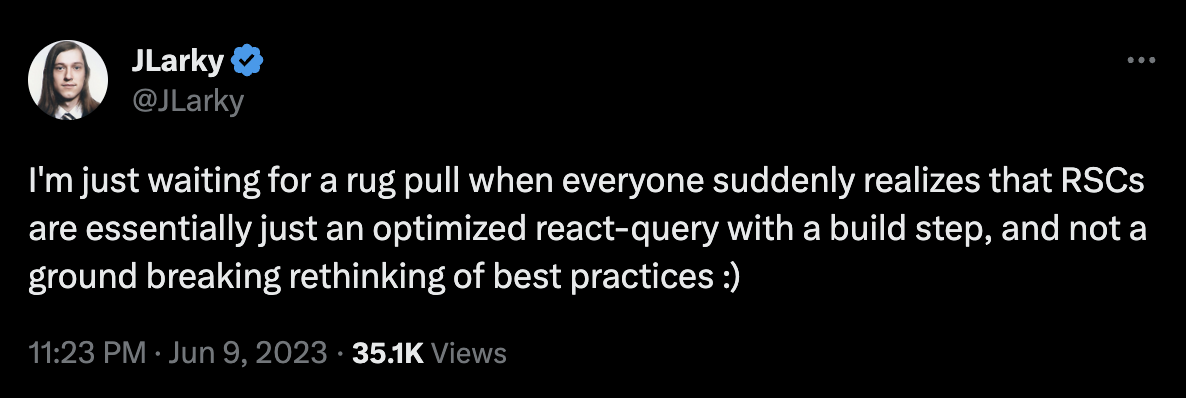 JLarky
@JLarky
I'm just waiting for a rug pull when everyone suddenly realizes that RSCs
are essentially just an optimized react-query with a build step, and not a
ground breaking rethinking of best practices :)
11:23 PM · Jun 9, 2023 · 35.1K Views